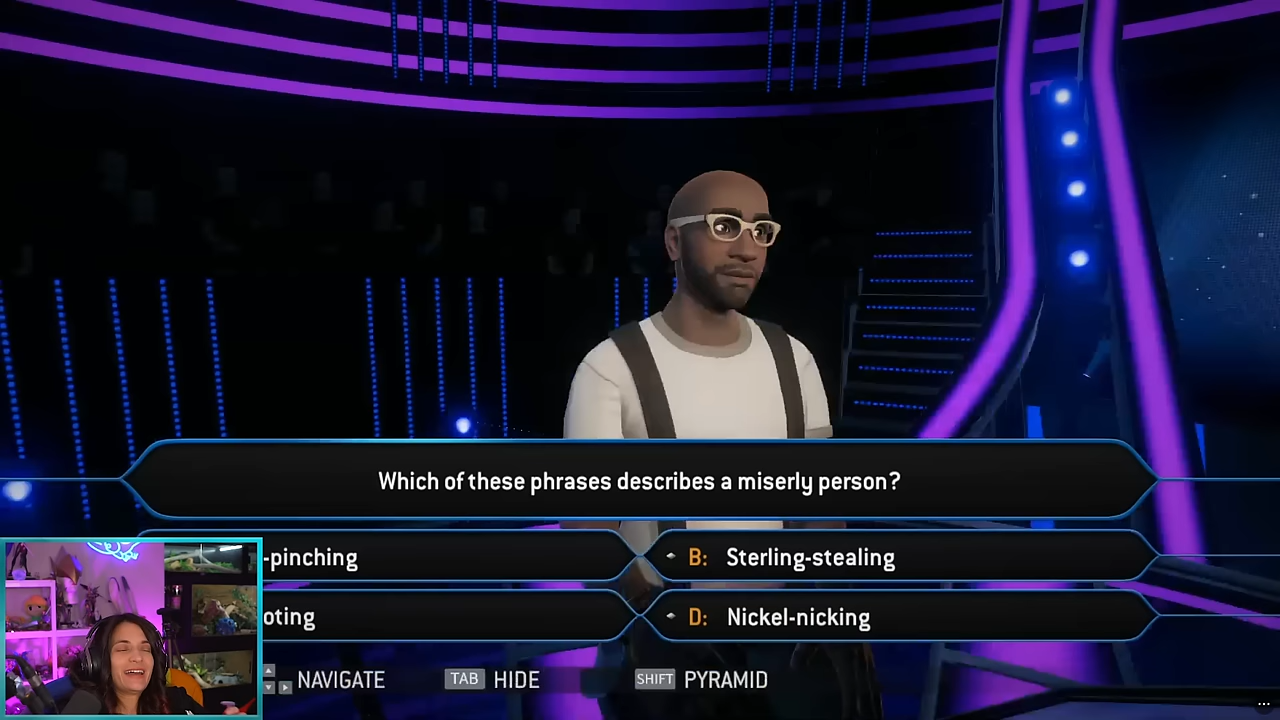 Which of these phrases describes a miserly person?
-pinching
B: Sterling-stealing
oting
D: Nickel-nicking
NAVIGATE
TAB HIDE
SHIFT PYRAMID